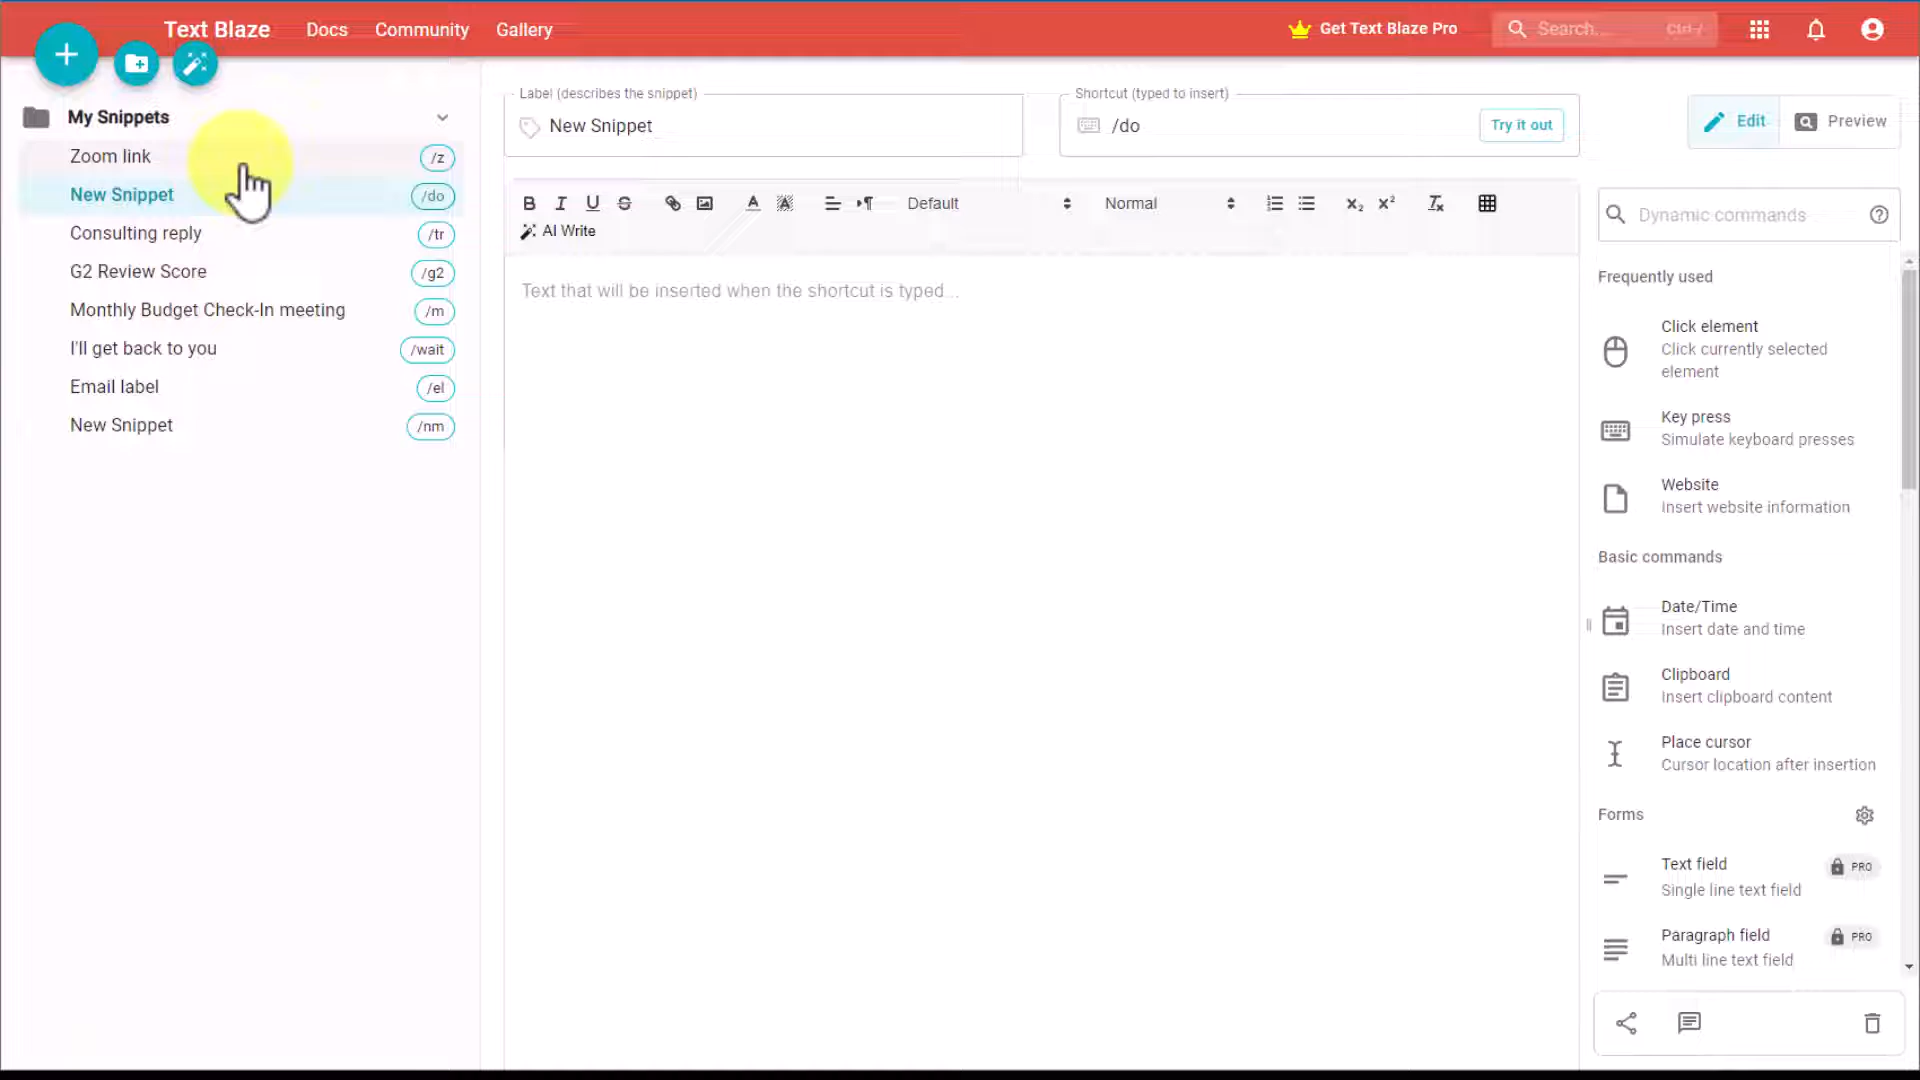 Text Blaze
Docs
Community
Gallery
Get Text Blaze Pro
Search...
Ctrl-/
My Snippets
Zoom link
/z
New Snippet
/do
Consulting reply
/tr
G2 Review Score
/g2
Monthly Budget Check-In meeting
/m
I'll get back to you
/wait
Email label
/el
New Snippet
/nm
Label (describes the snippet)
New Snippet
Shortcut (typed to insert)
/do
Try it out
Edit
Preview
B I U S
Default
Normal
AI Write
Text that will be inserted when the shortcut is typed...
Dynamic commands
Frequently used
Click element
Click currently selected
element
Key press
Simulate keyboard presses
Website
Insert website information
Basic commands
Date/Time
Insert date and time
Clipboard
Insert clipboard content
Place cursor
Cursor location after insertion
Forms
Text field
PRO
Single line text field
Paragraph field
PRO
Multi line text field